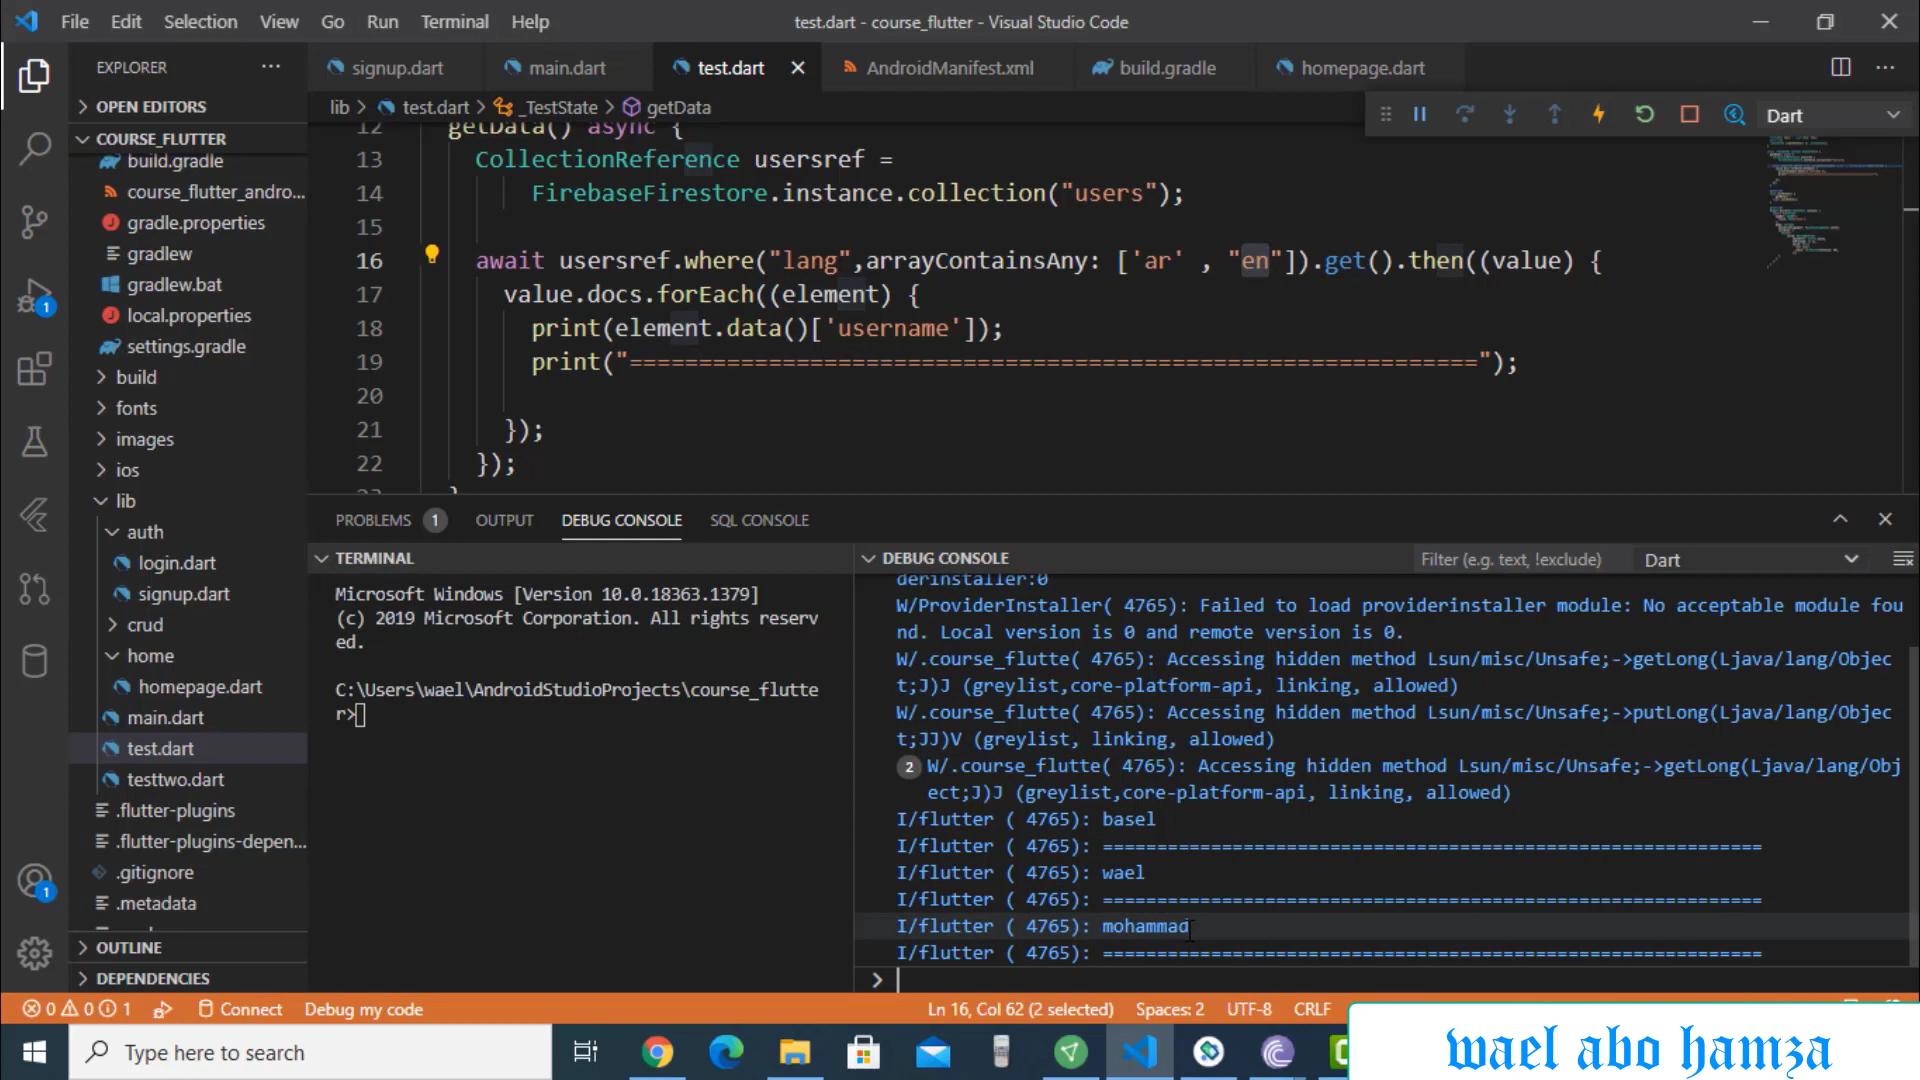 File Edit Selection View Go Run Terminal Help
test.dart - course_flutter - Visual Studio Code
EXPLORER
signup.dart
main.dart
test.dart
AndroidManifest.xml
build.gradle
homepage.dart
OPEN EDITORS
COURSE_FLUTTER
build.gradle
course_flutter_andro...
gradle.properties
gradlew
gradlew.bat
local.properties
settings.gradle
build
fonts
images
ios
lib
auth
login.dart
signup.dart
crud
home
homepage.dart
main.dart
test.dart
testtwo.dart
.flutter-plugins
.flutter-plugins-depen...
.gitignore
.metadata
OUTLINE
DEPENDENCIES
lib > test.dart > _TestState > getData
Dart
12 getData() async {
13 CollectionReference usersref =
14 FirebaseFirestore.instance.collection("users");
15
16 await usersref.where("lang",arrayContainsAny: ['ar' , "en"]).get().then((value) {
17 value.docs.forEach((element) {
18 print(element.data()['username']);
19 print("=============================================================");
20
21 });
22 });
PROBLEMS 1 OUTPUT DEBUG CONSOLE SQL CONSOLE
TERMINAL
Microsoft Windows [Version 10.0.18363.1379]
(c) 2019 Microsoft Corporation. All rights reserv
ed.
C:\Users\wael\AndroidStudioProjects\course_flutte
r>
DEBUG CONSOLE
Filter (e.g. text, !exclude)
Dart
derinstaller:0
W/ProviderInstaller( 4765): Failed to load providerinstaller module: No acceptable module fou
nd. Local version is 0 and remote version is 0.
W/.course_flutte( 4765): Accessing hidden method Lsun/misc/Unsafe;->getLong(Ljava/lang/Objec
t;J)J (greylist,core-platform-api, linking, allowed)
W/.course_flutte( 4765): Accessing hidden method Lsun/misc/Unsafe;->putLong(Ljava/lang/Objec
t;JJ)V (greylist, linking, allowed)
2 W/.course_flutte( 4765): Accessing hidden method Lsun/misc/Unsafe;->getLong(Ljava/lang/Obj
ect;J)J (greylist,core-platform-api, linking, allowed)
I/flutter ( 4765): basel
I/flutter ( 4765): =============================================================
I/flutter ( 4765): wael
I/flutter ( 4765): =============================================================
I/flutter ( 4765): mohammad
I/flutter ( 4765): =============================================================
>
0 0 1 Connect Debug my code
Ln 16, Col 62 (2 selected) Spaces: 2 UTF-8 CRLF
Type here to search
wael abo hamza